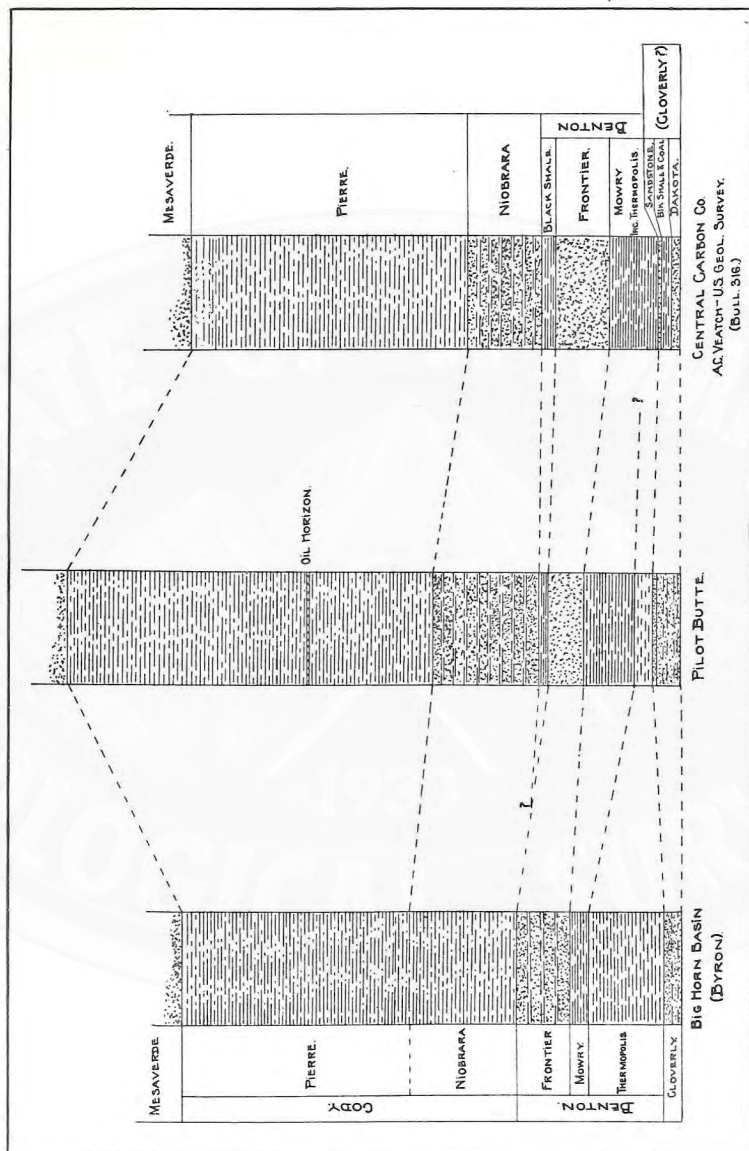 MESAVERDE.
PIERRE.
NIOBRARA
BLACK SHALE.
BENTON
FRONTIER.
MOWRY
INC. THERMOPOLIS.
SANDSTONE,
BLK SHALE & COAL
DAKOTA.
(CLOVERLY?)
CENTRAL CARBON CO.
A.C. VEATCH - U.S. GEOL. SURVEY.
(BULL. 316.)
?
OIL HORIZON.
PILOT BUTTE.
?
BIG HORN BASIN
(BYRON).
MESAVERDE
PIERRE.
NIOBRARA
CODY.
FRONTIER
MOWRY.
THERMOPOLIS
BENTON.
CLOVERLY.